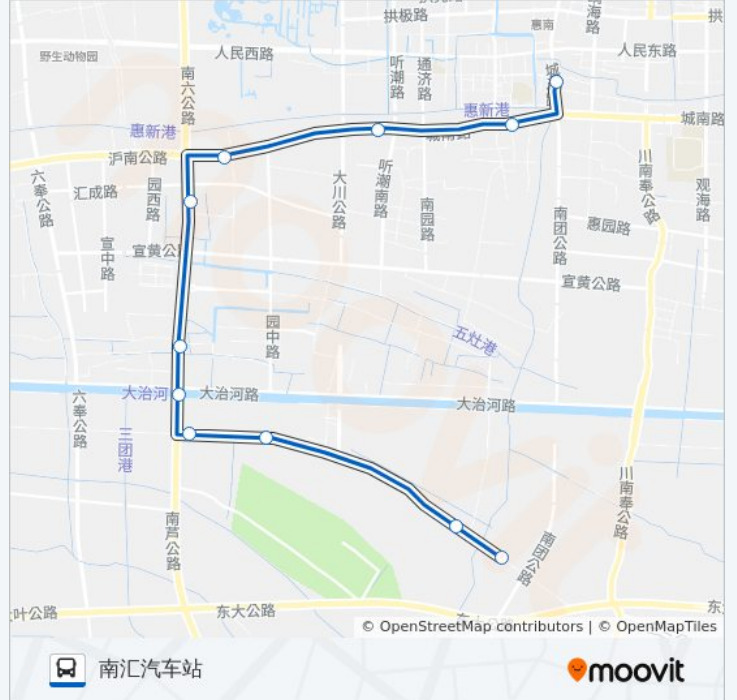 拱极路
惠南
拱
野生动物园
人民西路
人民东路
南六公路
听潮路
通济路
惠新港
惠新港
城南路
沪南公路
六奉公路
汇成路
园西路
大川公路
听潮南路
南园路
川南奉公路
观海路
南团公路
惠园路
宣中路
宣黄公
宣黄公路
园中路
五灶港
大治河
大治河路
大治河路
六奉公路
三团港
川南奉公路
南芦公路
南团公路
叶公路
东大公路
东
© OpenStreetMap contributors | © OpenMapTiles
南汇汽车站
moovit